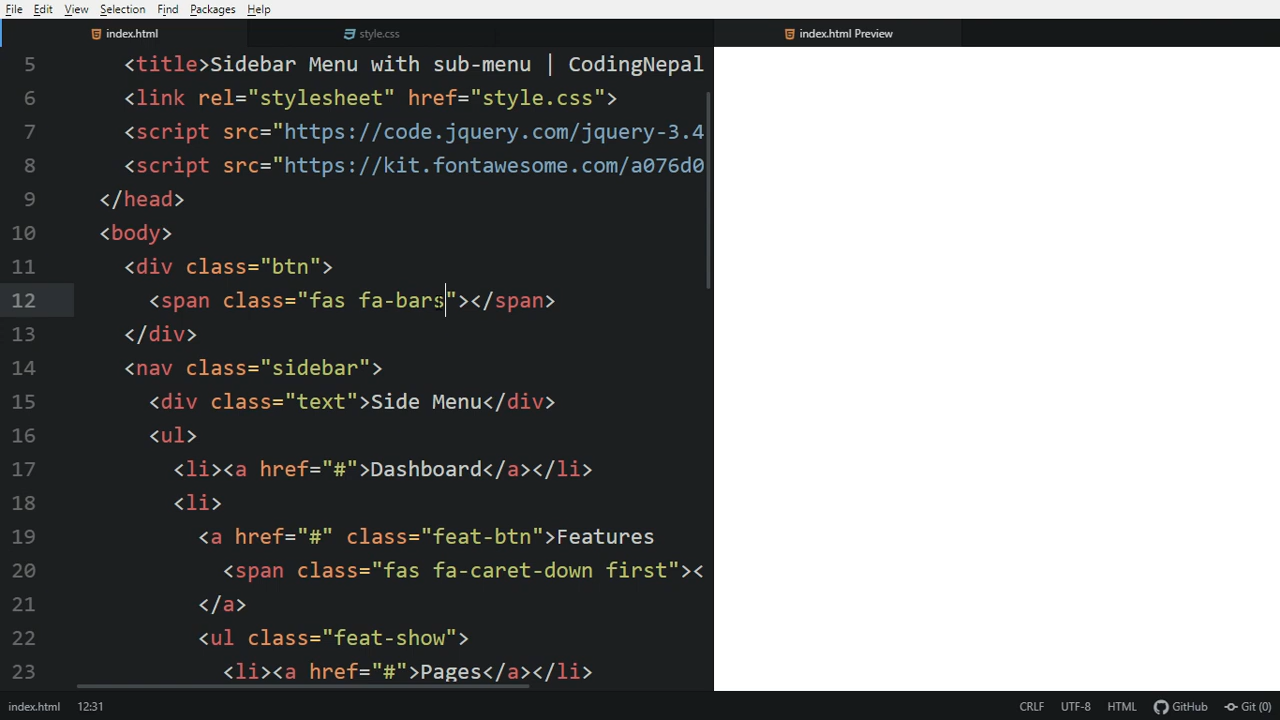 File Edit View Selection Find Packages Help
index.html style.css index.html Preview
5 <title>Sidebar Menu with sub-menu | CodingNepal
6 <link rel="stylesheet" href="style.css">
7 <script src="https://code.jquery.com/jquery-3.4
8 <script src="https://kit.fontawesome.com/a076d0
9 </head>
10 <body>
11 <div class="btn">
12 <span class="fas fa-bars"></span>
13 </div>
14 <nav class="sidebar">
15 <div class="text">Side Menu</div>
16 <ul>
17 <li><a href="#">Dashboard</a></li>
18 <li>
19 <a href="#" class="feat-btn">Features
20 <span class="fas fa-caret-down first"><
21 </a>
22 <ul class="feat-show">
23 <li><a href="#">Pages</a></li>
index.html 12:31 CRLF UTF-8 HTML GitHub Git (0)